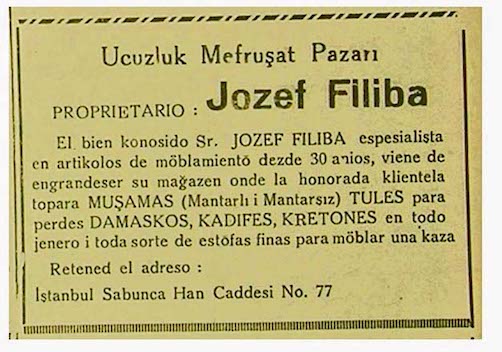 Ucuzluk Mefruşat Pazarı
PROPRIETARIO : Jozef Filiba
El bien konosido Sr. JOZEF FILIBA espesialista
en artikolos de möblamiento dezde 30 anios, viene de
engrandeser su mağazen onde la honorada klientela
topara MUŞAMAS (Mantarlı i Mantarsız) TULES para
perdes DAMASKOS, KADIFES, KRETONES en todo
jenero i toda sorte de estofas finas para möblar una kaza
Retened el adreso :
İstanbul Sabunca Han Caddesi No. 77